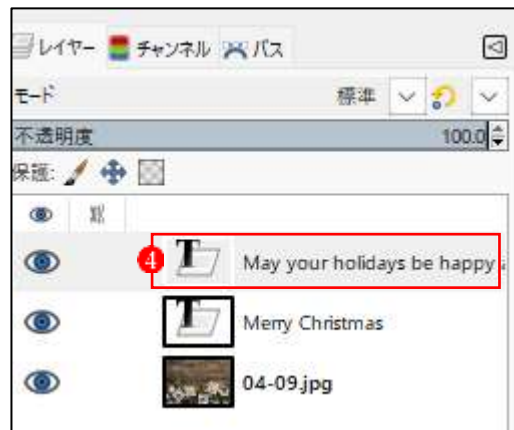 レイヤー チャンネル パス
モード 標準
不透明度 100.0
保護:
4 May your holidays be happy a
Merry Christmas
04-09.jpg